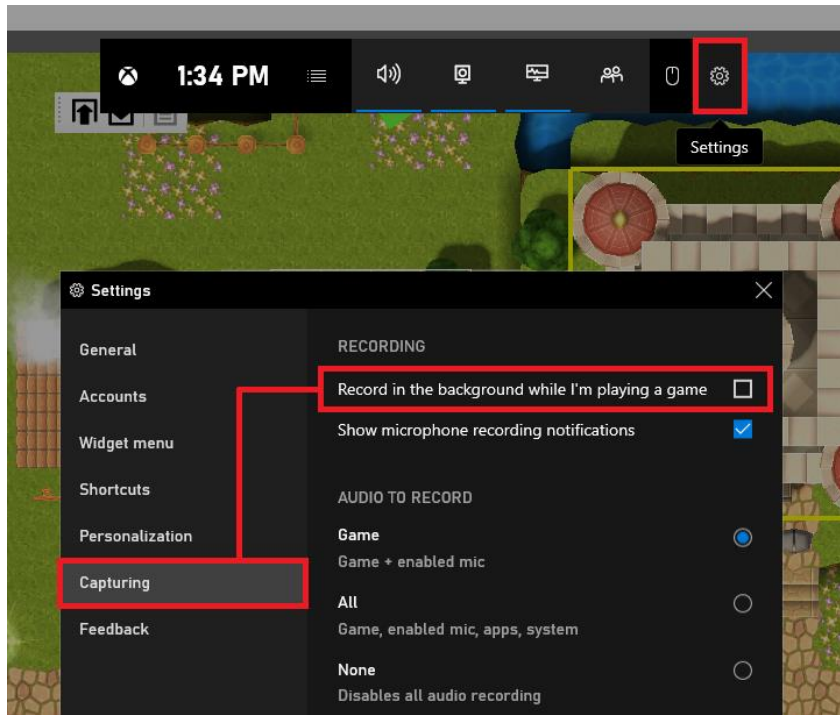 1:34 PM
Settings
Settings
General
Accounts
Widget menu
Shortcuts
Personalization
Capturing
Feedback
RECORDING
Record in the background while I'm playing a game
Show microphone recording notifications
AUDIO TO RECORD
Game
Game + enabled mic
All
Game, enabled mic, apps, system
None
Disables all audio recording